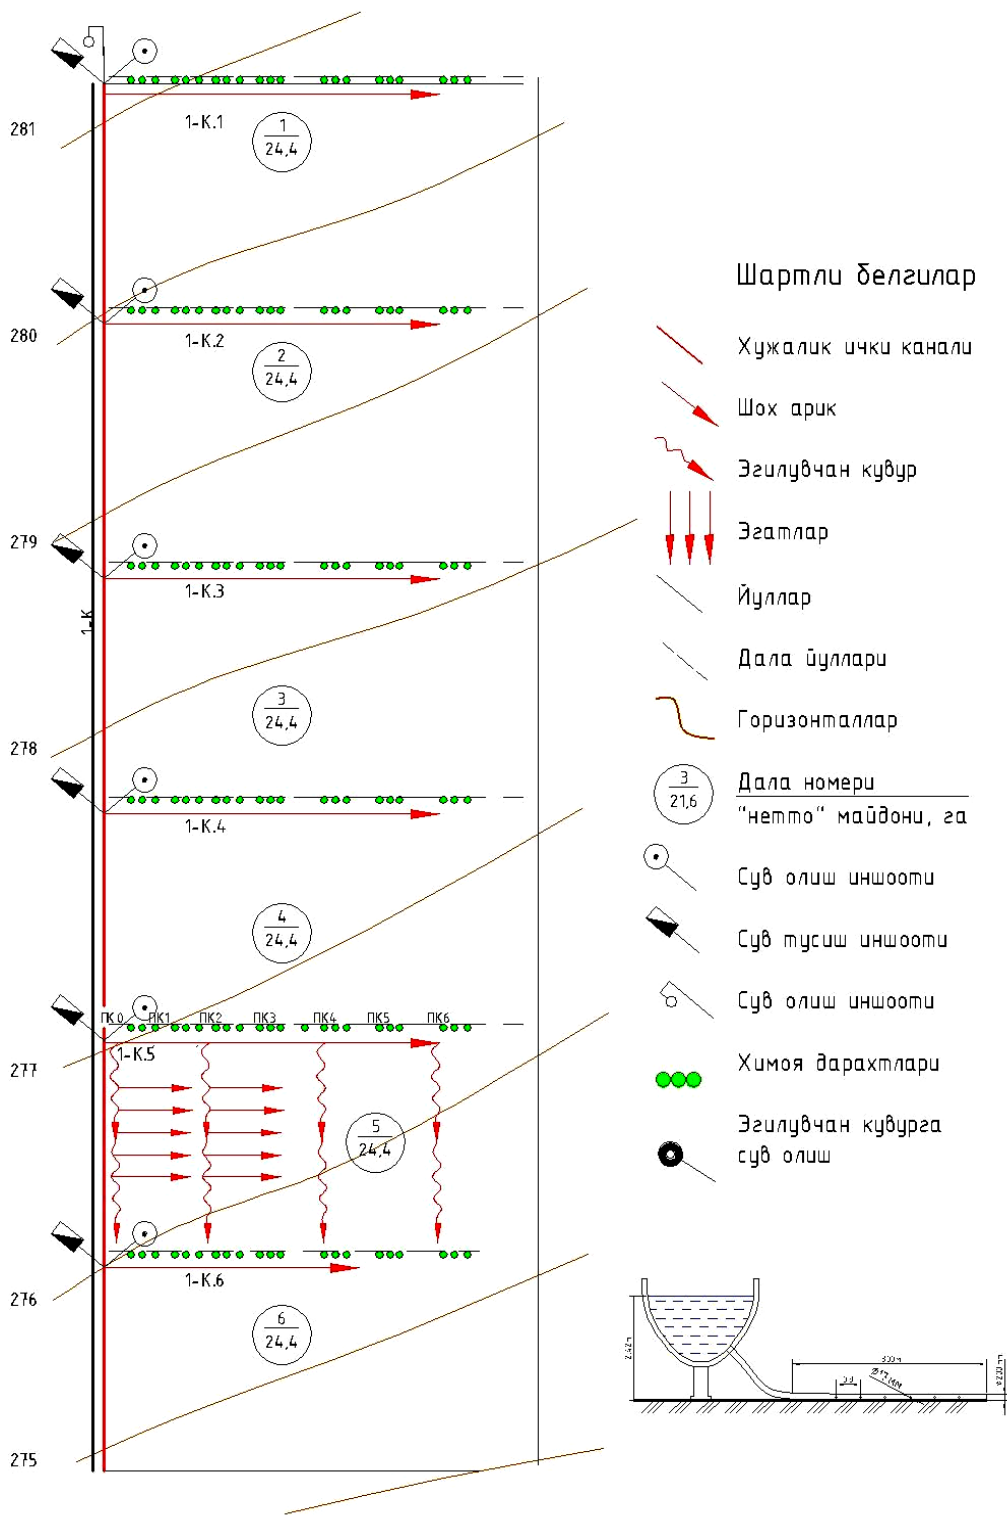 281
1-К.1
1
24,4
280
1-К.2
2
24,4
279
1-К.3
1-К
3
24,4
278
1-К.4
4
24,4
ПК0 ПК1 ПК2 ПК3 ПК4 ПК5 ПК6
1-К.5
277
5
24,4
1-К.6
276
6
24,4
275
Шартли белгилар
Хужалик ички канали
Шох арик
Эгилувчан кувур
Эгатлар
Йуллар
Дала йуллари
Горизонталлар
3
21,6
Дала номери
"нетто" майдони, га
Сув олиш иншооти
Сув тусиш иншооти
Сув олиш иншооти
Химоя дарахтлари
Эгилувчан кувурга
сув олиш
300м